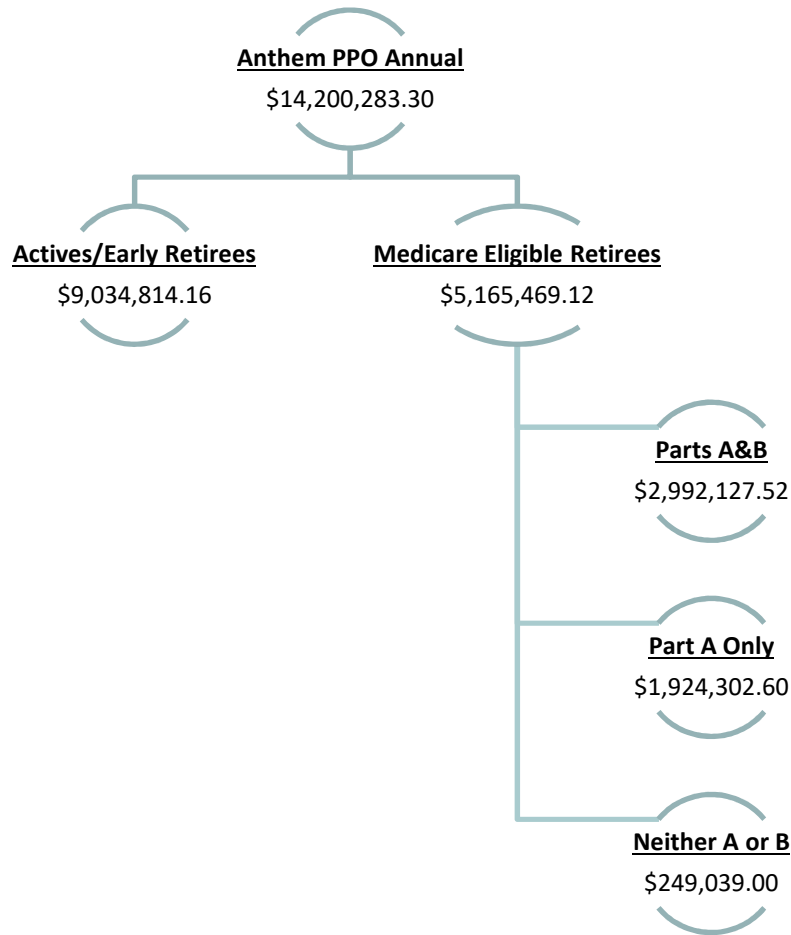 Anthem PPO Annual
$14,200,283.30
Actives/Early Retirees
$9,034,814.16
Medicare Eligible Retirees
$5,165,469.12
Parts A&B
$2,992,127.52
Part A Only
$1,924,302.60
Neither A or B
$249,039.00